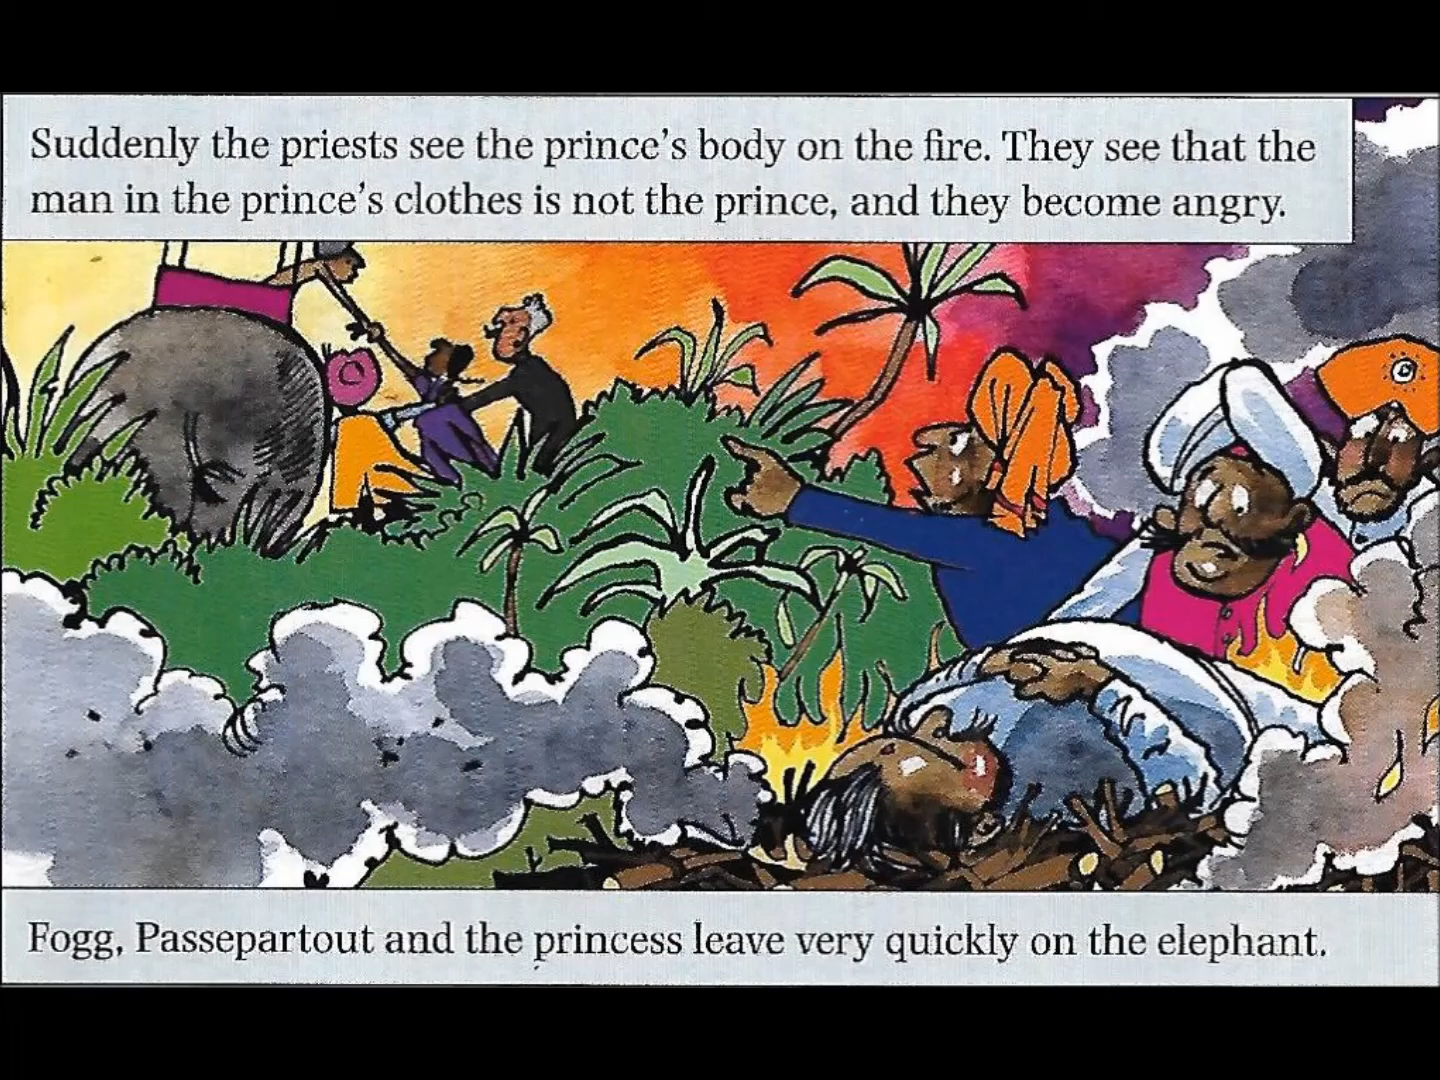 Suddenly the priests see the prince's body on the fire. They see that the
man in the prince's clothes is not the prince, and they become angry.
Fogg, Passepartout and the princess leave very quickly on the elephant.